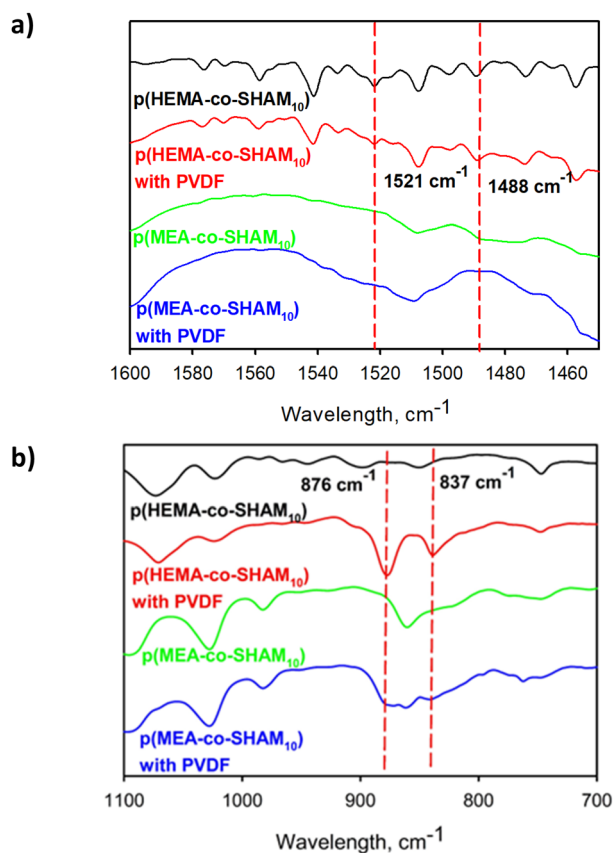 a)
p(HEMA-co-SHAM10)
p(HEMA-co-SHAM10)
with PVDF
1521 cm-1
1488 cm-1
p(MEA-co-SHAM10)
p(MEA-co-SHAM10)
with PVDF
1600
1580
1560
1540
1520
1500
1480
1460
Wavelength, cm-1
b)
876 cm-1
837 cm-1
p(HEMA-co-SHAM10)
p(HEMA-co-SHAM10)
with PVDF
p(MEA-co-SHAM10)
p(MEA-co-SHAM10)
with PVDF
1100
1000
900
800
700
Wavelength, cm-1